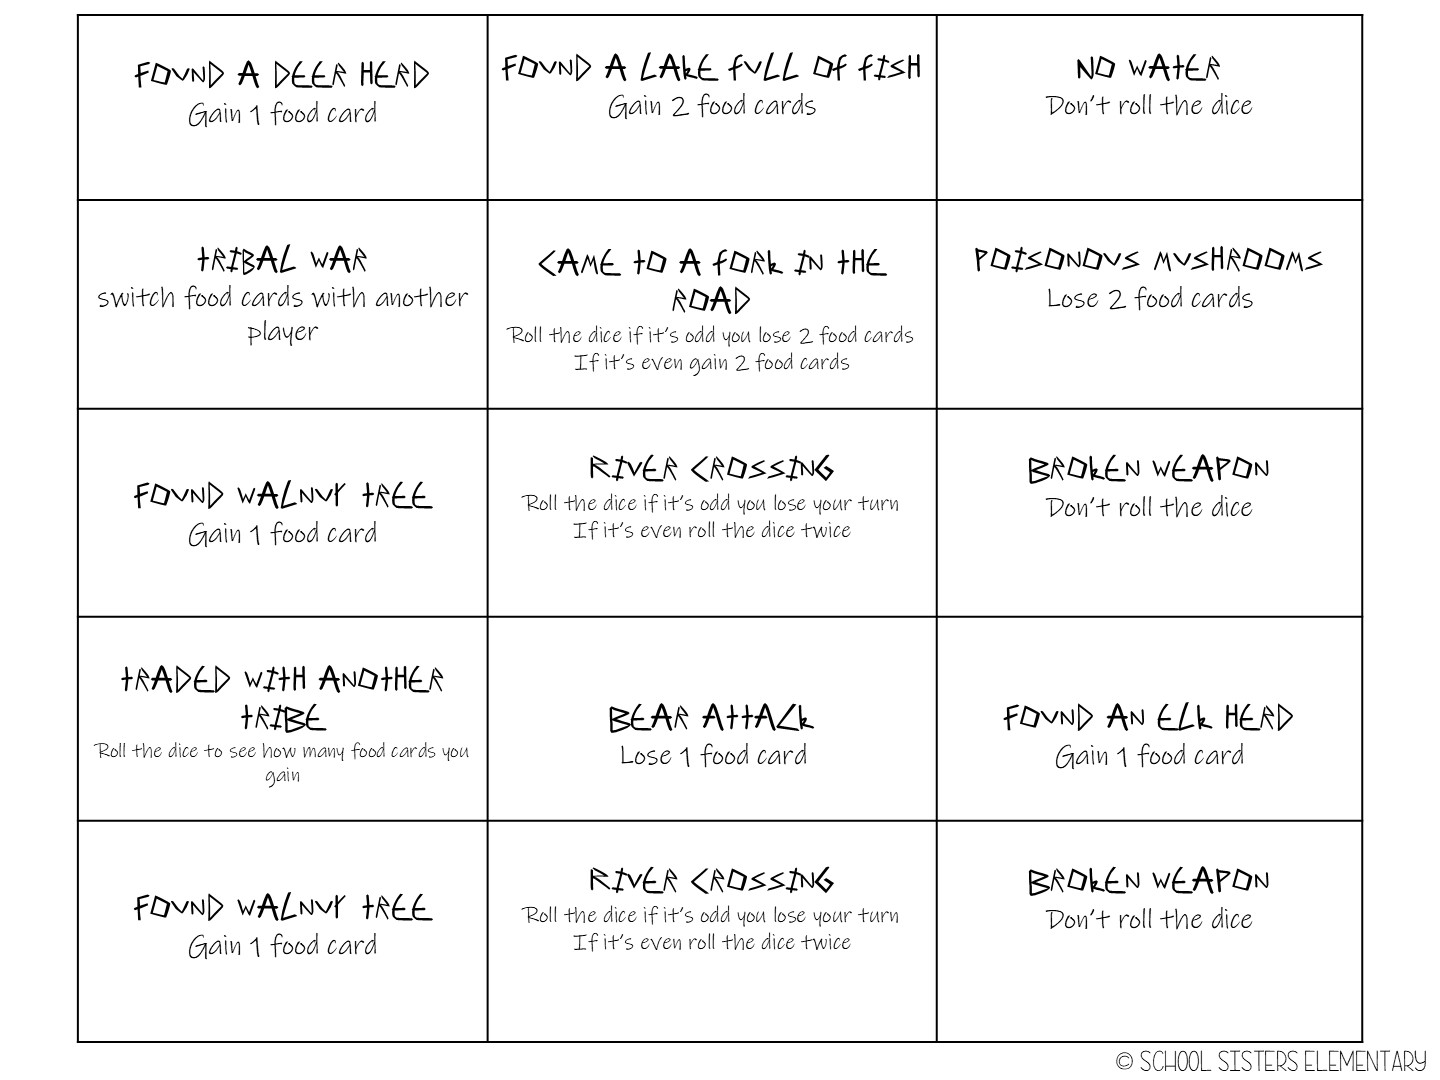 FOUND A DEER HERD
Gain 1 food card
FOUND A LAKE FULL OF FISH
Gain 2 food cards
NO WATER
Don't roll the dice
TRIBAL WAR
switch food cards with another
player
CAME TO A FORK IN THE
ROAD
Roll the dice if it's odd you lose 2 food cards
If it's even gain 2 food cards
POISONOUS MUSHROOMS
Lose 2 food cards
FOUND WALNUT TREE
Gain 1 food card
RIVER CROSSING
Roll the dice if it's odd you lose your turn
If it's even roll the dice twice
BROKEN WEAPON
Don't roll the dice
TRADED WITH ANOTHER
TRIBE
Roll the dice to see how many food cards you
gain
BEAR ATTACK
Lose 1 food card
FOUND AN ELK HERD
Gain 1 food card
FOUND WALNUT TREE
Gain 1 food card
RIVER CROSSING
Roll the dice if it's odd you lose your turn
If it's even roll the dice twice
BROKEN WEAPON
Don't roll the dice
© SCHOOL SISTERS ELEMENTARY